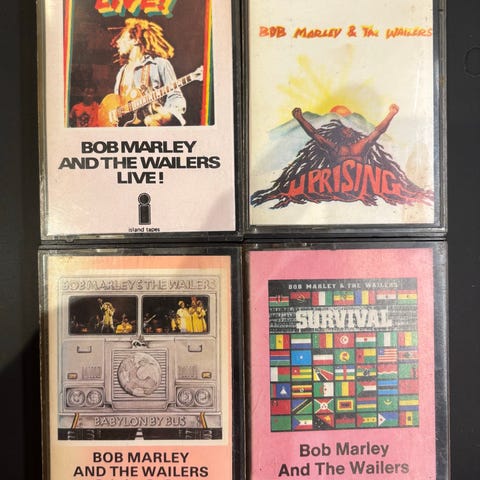 LIVE!
BOB MARLEY
AND THE WAILERS
LIVE!
island tapes
BOB MARLEY & THE WAILERS
UPRISING
BOB MARLEY & THE WAILERS
BABYLON BY BUS
BOB MARLEY
AND THE WAILERS
BOB MARLEY & THE WAILERS
SURVIVAL
Bob Marley
And The Wailers